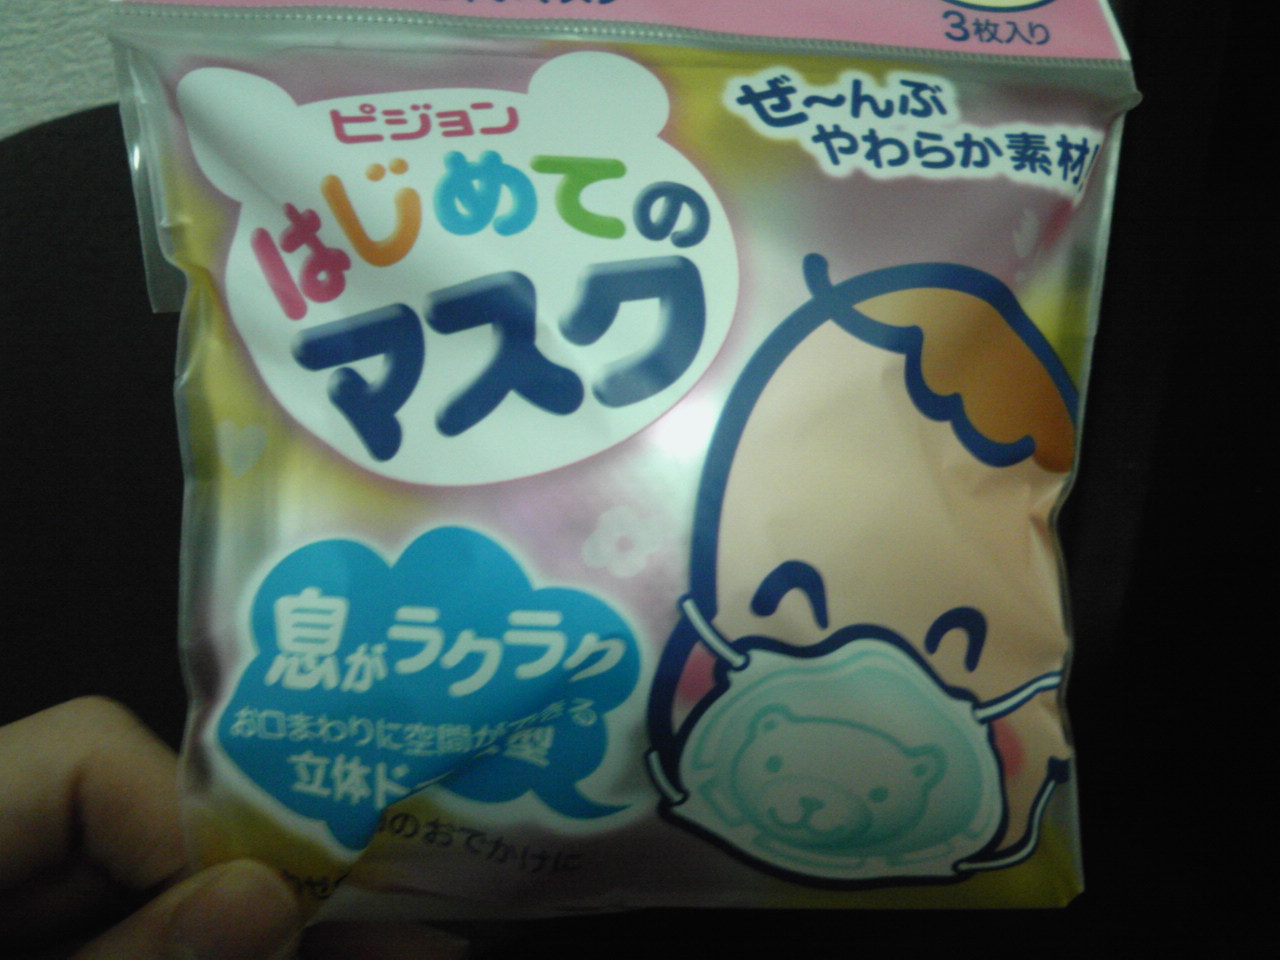 3枚入り
ピジョン
はじめての
マスク
ぜ〜んぶ
やわらか素材!
息がラクラク
お口まわりに空間ができる
立体ド
のおでかけに